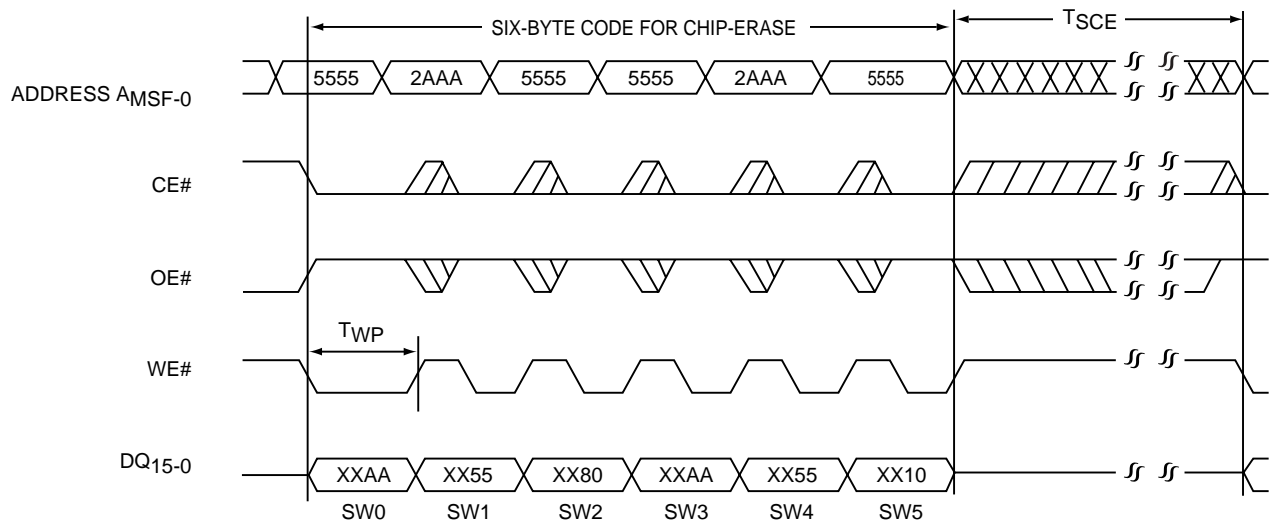 SIX-BYTE CODE FOR CHIP-ERASE
TSCE
ADDRESS AMSF-0
5555 2AAA 5555 5555 2AAA 5555
CE#
OE#
TWP
WE#
DQ15-0
XXAA XX55 XX80 XXAA XX55 XX10
SW0 SW1 SW2 SW3 SW4 SW5